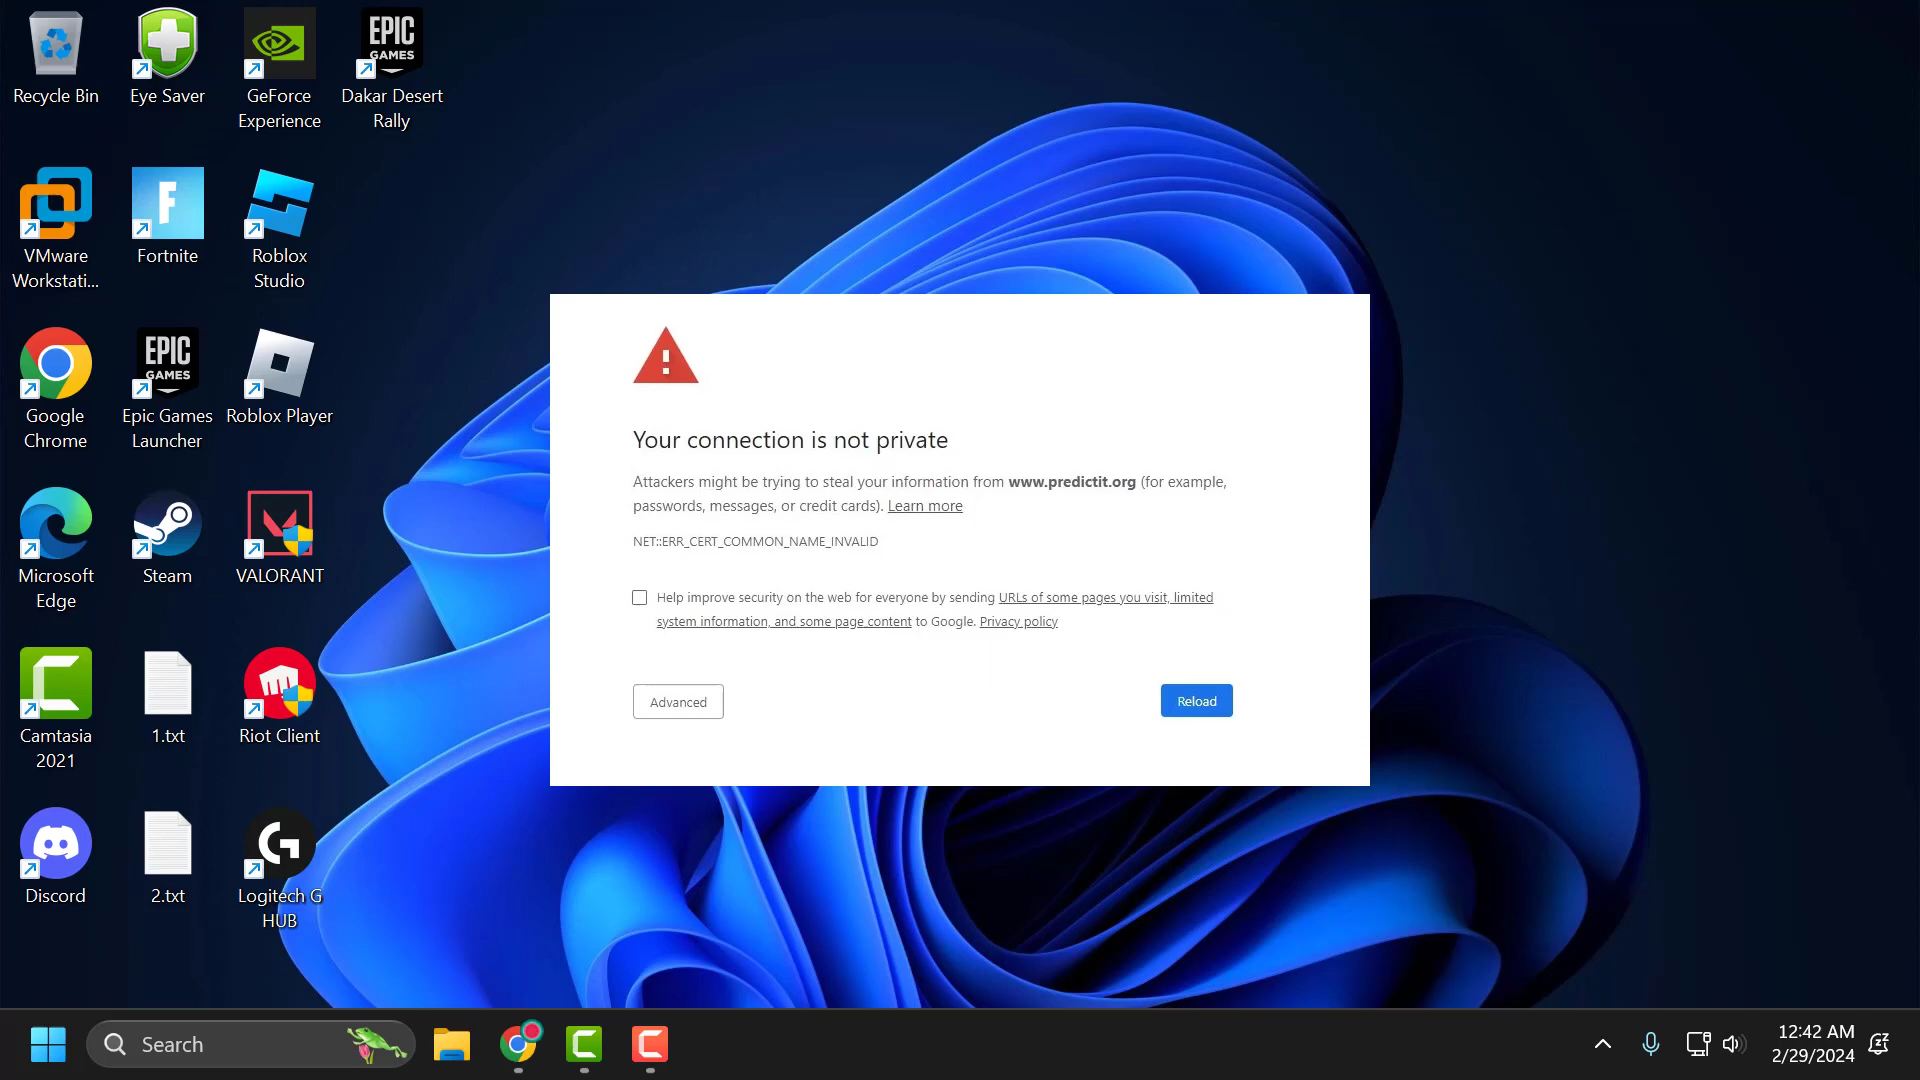 Recycle Bin
Eye Saver
GeForce
Experience
EPIC
GAMES
Dakar Desert
Rally
VMware
Workstati...
F
Fortnite
Roblox
Studio
Google
Chrome
EPIC
GAMES
Epic Games
Launcher
Roblox Player
Microsoft
Edge
Steam
VALORANT
Camtasia
2021
1.txt
Riot Client
Discord
2.txt
Logitech G
HUB
Your connection is not private
Attackers might be trying to steal your information from www.predictit.org (for example,
passwords, messages, or credit cards). Learn more
NET::ERR_CERT_COMMON_NAME_INVALID
Help improve security on the web for everyone by sending URLs of some pages you visit, limited
system information, and some page content to Google. Privacy policy
Advanced
Reload
Search
12:42 AM
2/29/2024